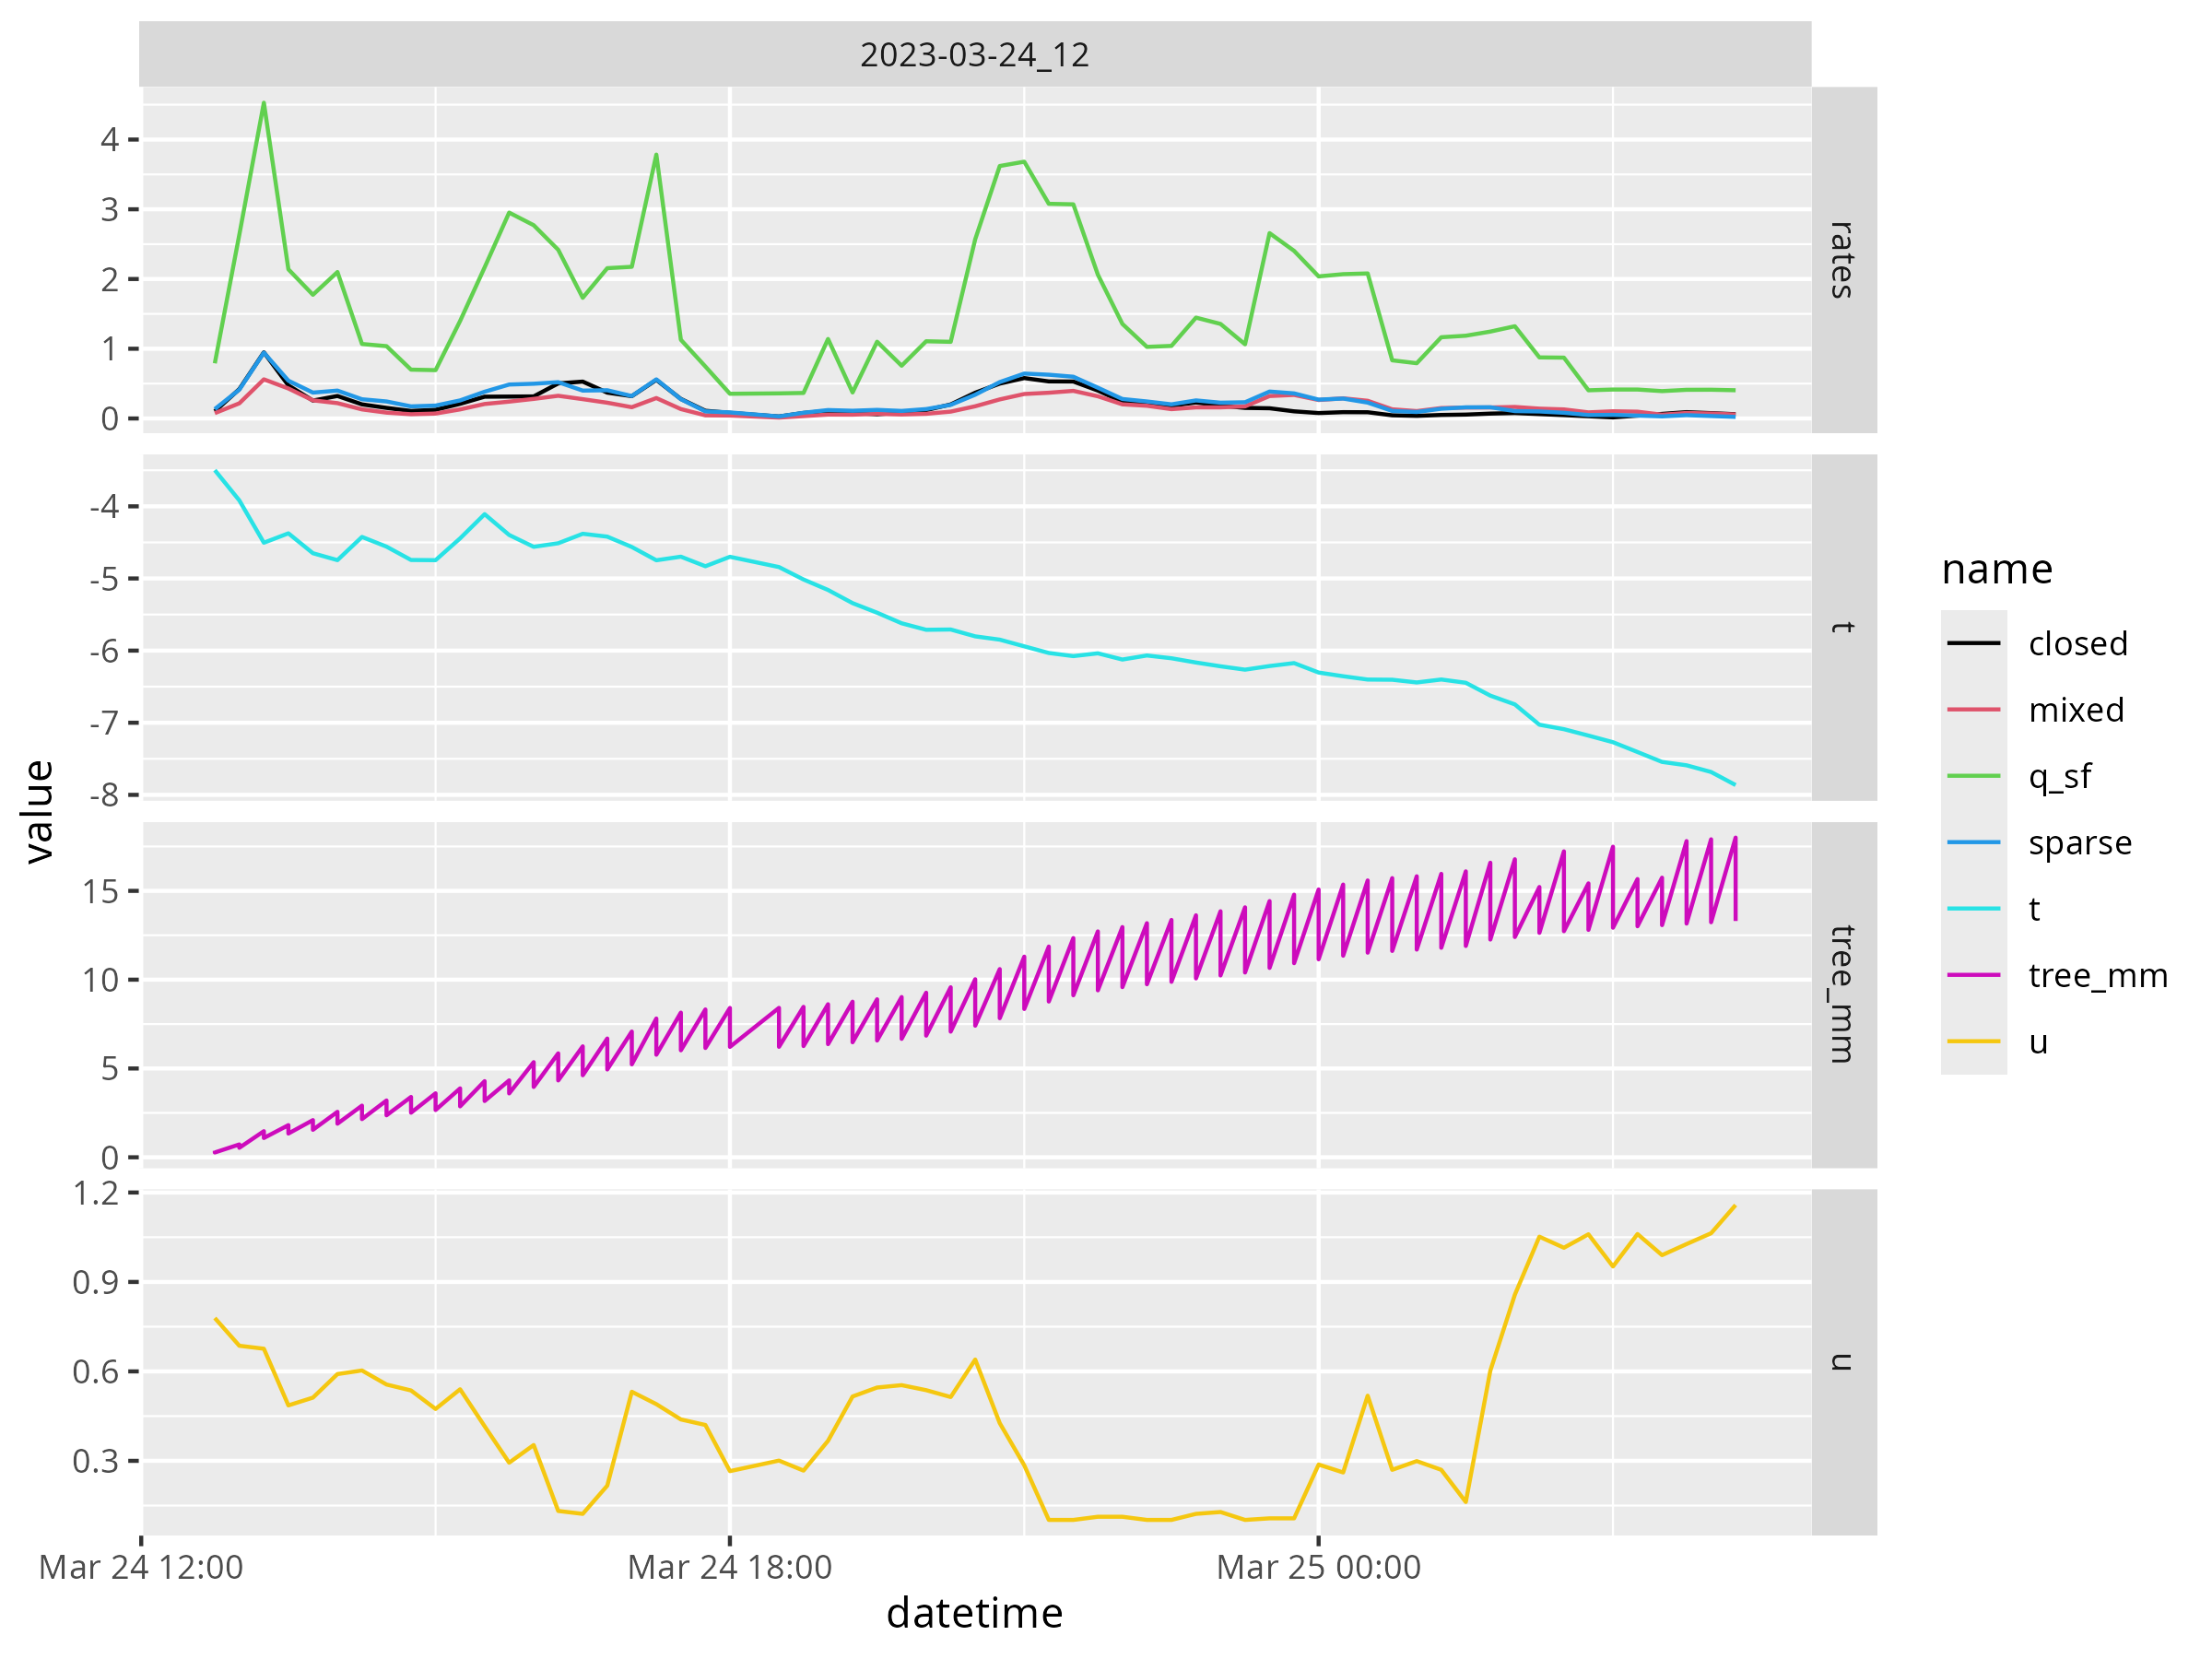 2023-03-24_12
4
3
2
1
0
rates
-4
-5
-6
-7
-8
t
15
10
5
0
tree_mm
1.2
0.9
0.6
0.3
u
value
Mar 24 12:00
Mar 24 18:00
Mar 25 00:00
datetime
name
closed
mixed
q_sf
sparse
t
tree_mm
u